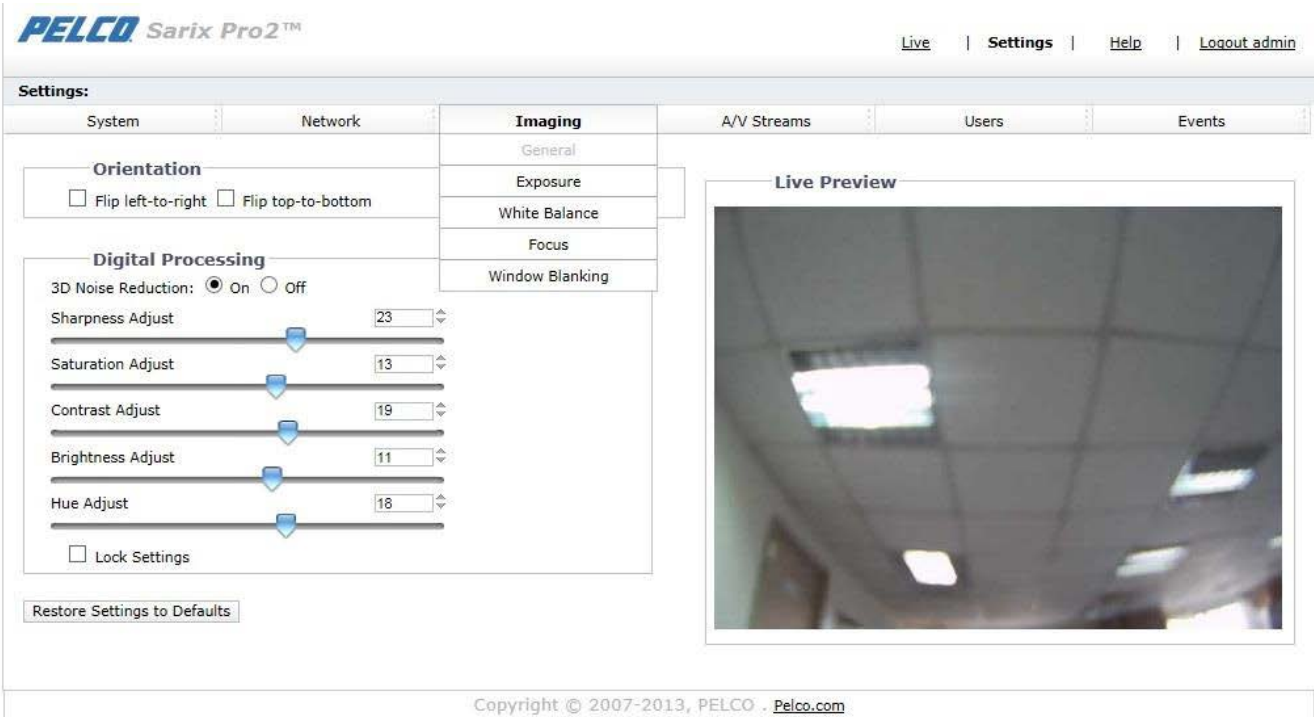 PELCO. Sarix Pro2™
Live | Settings | Help | Logout admin
Settings:
System Network Imaging A/V Streams Users Events
General
Exposure
White Balance
Focus
Window Blanking
Orientation
Flip left-to-right Flip top-to-bottom
Digital Processing
3D Noise Reduction: On Off
Sharpness Adjust 23
Saturation Adjust 13
Contrast Adjust 19
Brightness Adjust 11
Hue Adjust 18
Lock Settings
Restore Settings to Defaults
Live Preview
Copyright © 2007-2013, PELCO . Pelco.com